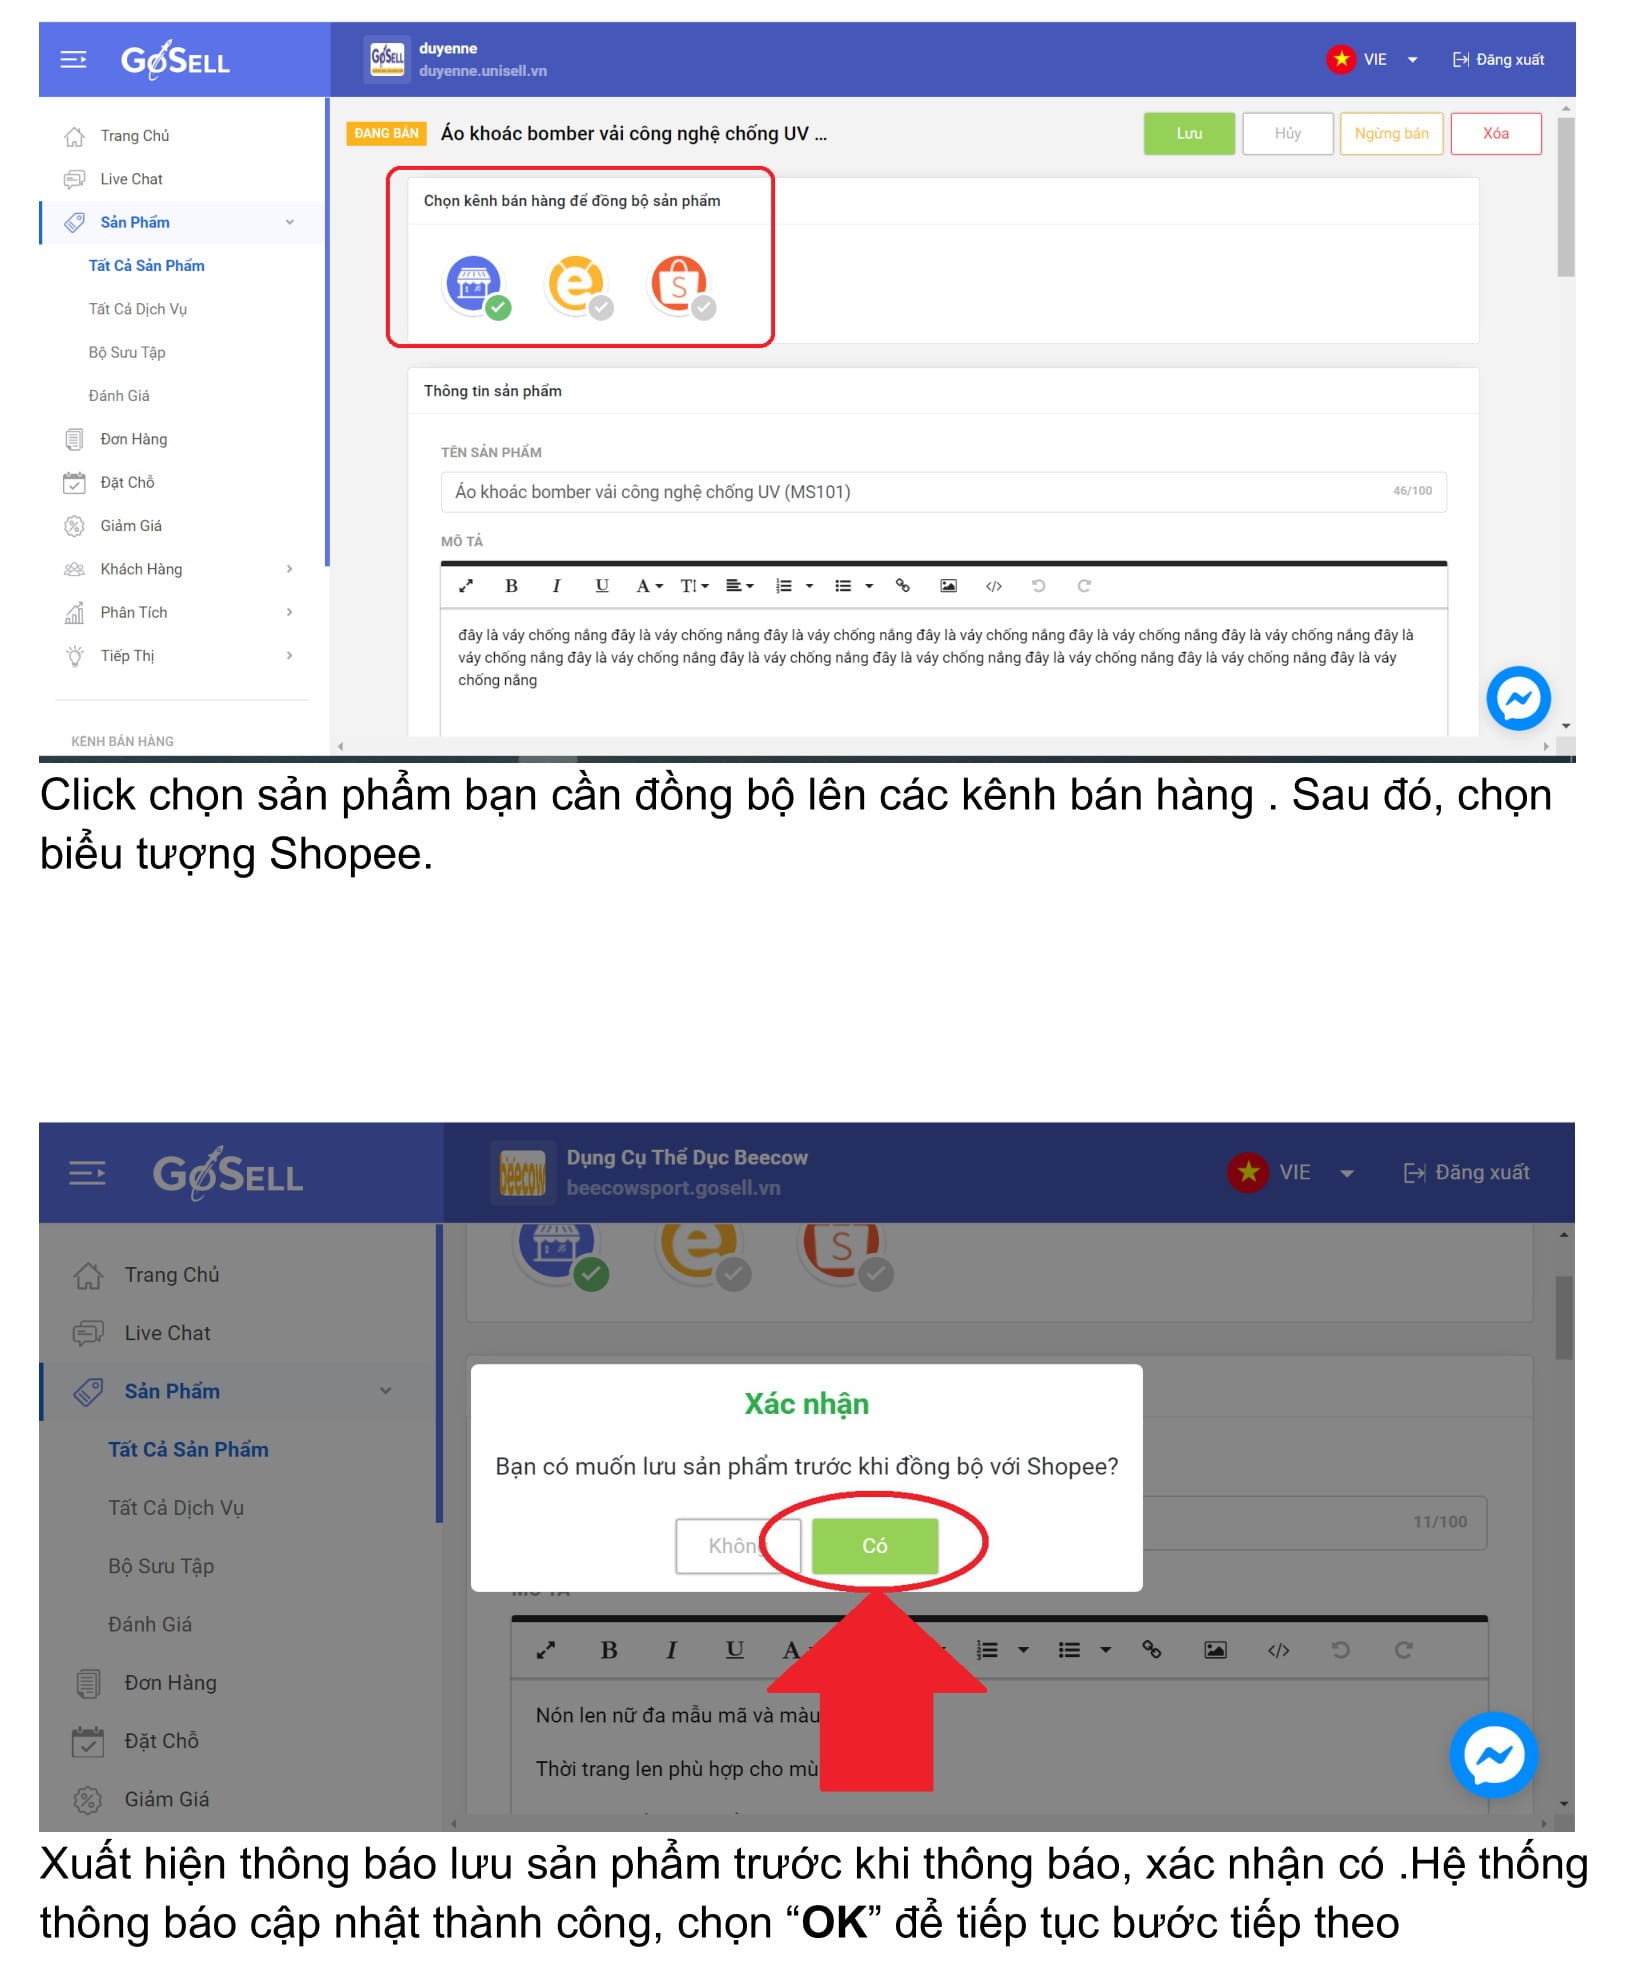 GOSELL
duyenne
duyenne.unisell.vn
VIE
Đăng xuất
Trang Chủ
Live Chat
Sản Phẩm
Tất Cả Sản Phẩm
Tất Cả Dịch Vụ
Bộ Sưu Tập
Đánh Giá
Đơn Hàng
Đặt Chỗ
Giảm Giá
Khách Hàng
Phân Tích
Tiếp Thị
KÊNH BÁN HÀNG
ĐANG BÁN Áo khoác bomber vải công nghệ chống UV ...
Lưu Hủy Ngừng bán Xóa
Chọn kênh bán hàng để đồng bộ sản phẩm
Thông tin sản phẩm
TÊN SẢN PHẨM
Áo khoác bomber vải công nghệ chống UV (MS101) 46/100
MÔ TẢ
đây là váy chống nắng đây là váy chống nắng đây là váy chống nắng đây là váy chống nắng đây là váy chống nắng đây là váy chống nắng đây là
váy chống nắng đây là váy chống nắng đây là váy chống nắng đây là váy chống nắng đây là váy chống nắng đây là váy chống nắng đây là váy
chống nắng
Click chọn sản phẩm bạn cần đồng bộ lên các kênh bán hàng . Sau đó, chọn
biểu tượng Shopee.
GOSELL
beecow
Dụng Cụ Thể Dục Beecow
beecowsport.gosell.vn
VIE
Đăng xuất
Trang Chủ
Live Chat
Sản Phẩm
Tất Cả Sản Phẩm
Tất Cả Dịch Vụ
Bộ Sưu Tập
Đánh Giá
Đơn Hàng
Đặt Chỗ
Giảm Giá
Xác nhận
Bạn có muốn lưu sản phẩm trước khi đồng bộ với Shopee?
Không Có
11/100
Nón len nữ đa mẫu mã và màu
Thời trang len phù hợp cho mù
Xuất hiện thông báo lưu sản phẩm trước khi thông báo, xác nhận có .Hệ thống
thông báo cập nhật thành công, chọn “OK” để tiếp tục bước tiếp theo